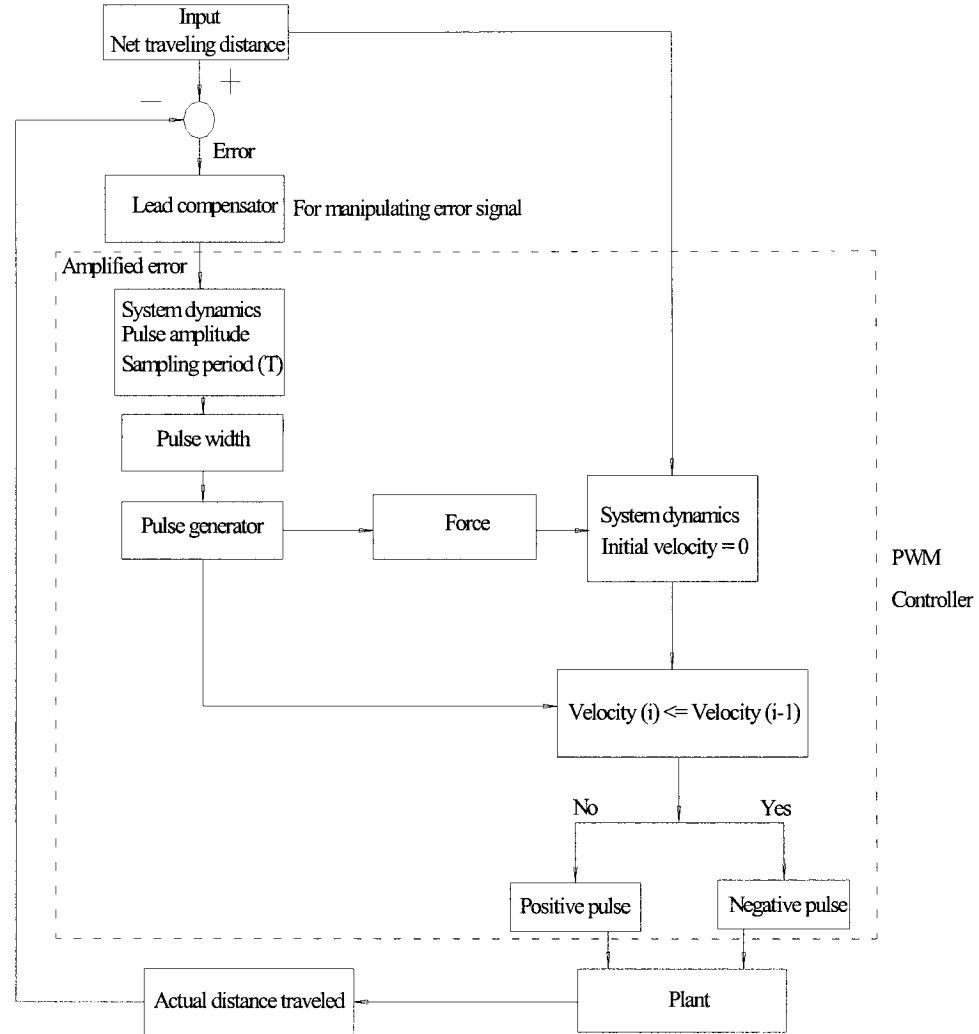 Input
Net traveling distance
+
−
Error
Lead compensator
For manipulating error signal
Amplified error
System dynamics
Pulse amplitude
Sampling period (T)
Pulse width
Pulse generator
Force
System dynamics
Initial velocity = 0
PWM
Controller
Velocity (i) <= Velocity (i-1)
No
Yes
Positive pulse
Negative pulse
Actual distance traveled
Plant